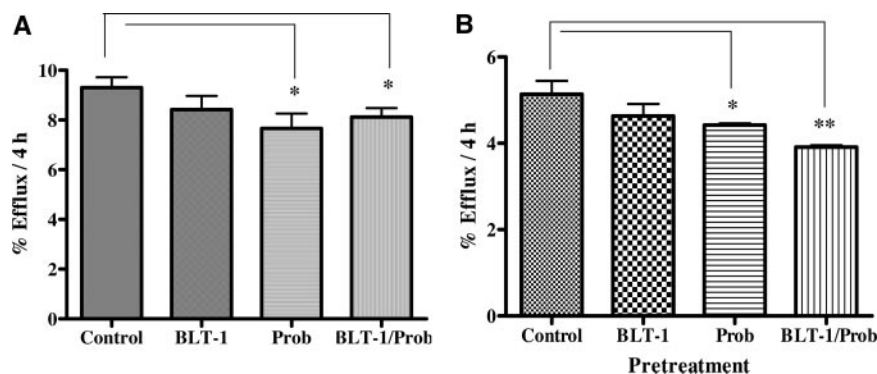 A
% Efflux / 4 h
10
8
6
4
2
0
*
*
Control
BLT-1
Prob
BLT-1/Prob
B
% Efflux / 4 h
6
4
2
0
*
**
Control
BLT-1
Prob
BLT-1/Prob
Pretreatment